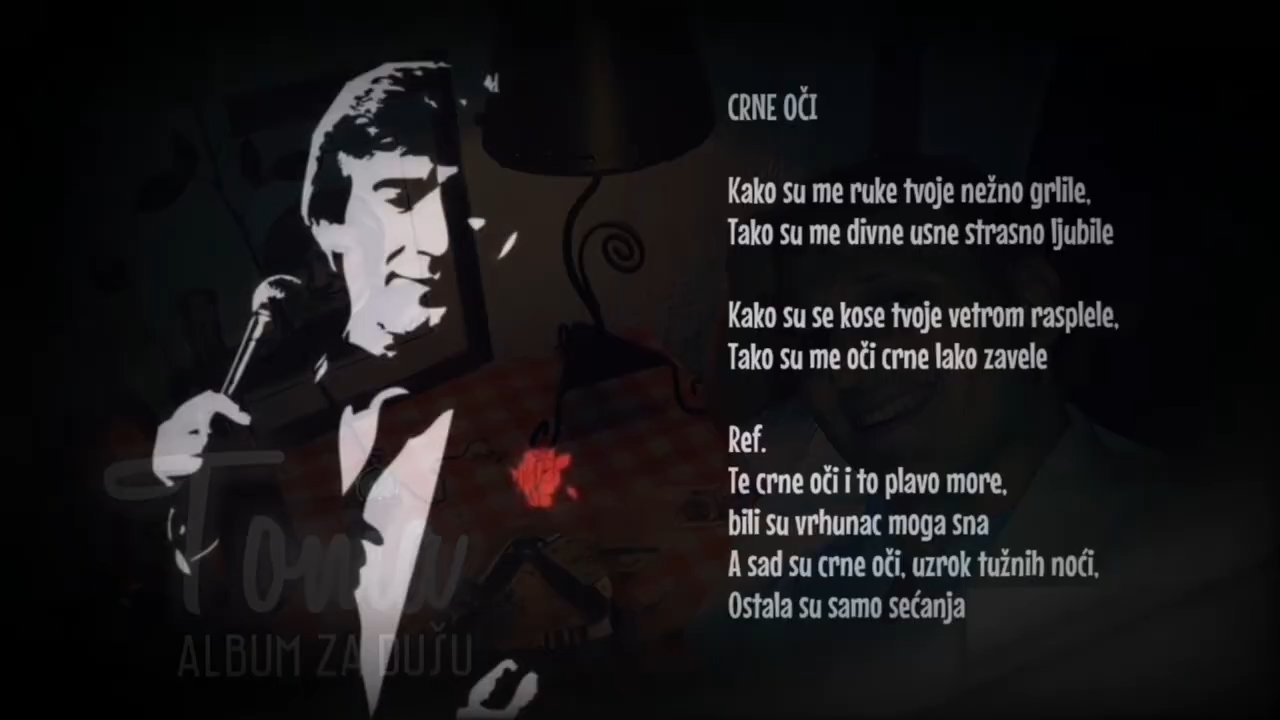 CRNE OČI
Kako su me ruke tvoje nežno grlile,
Tako su me divne usne strasno ljubile
Kako su se kose tvoje vetrom rasplele,
Tako su me oči crne lako zavele
Ref.
Te crne oči i to plavo more,
bili su vrhunac moga sna
A sad su crne oči, uzrok tužnih noći,
Ostala su samo sećanja
Toma
ALBUM ZA DUŠU